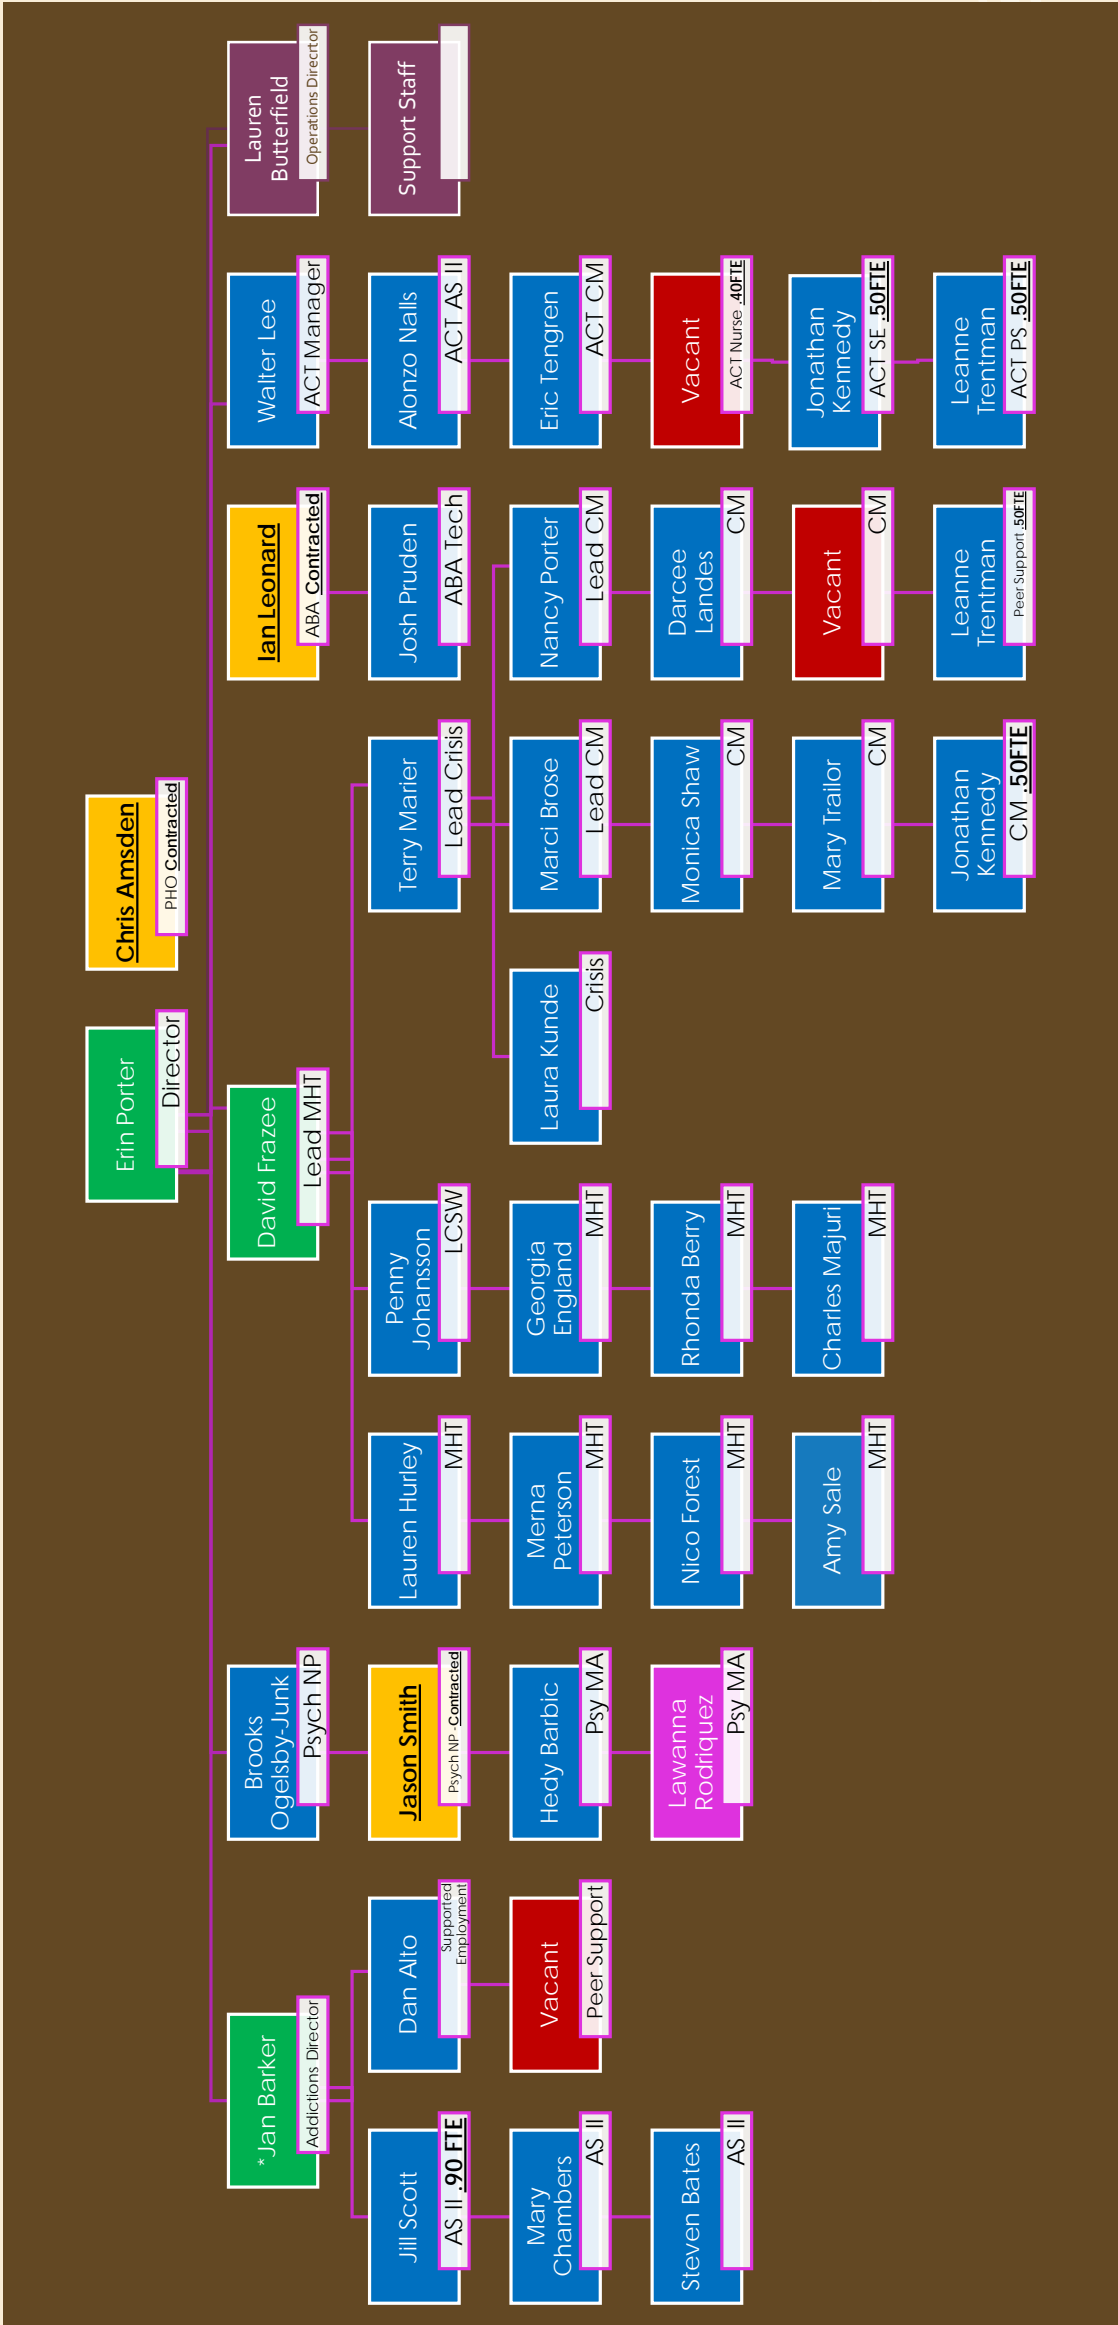 Erin Porter
Director
Chris Amsden
PHO Contracted
*Jan Barker
Addictions Director
Brooks
Ogelsby-Junk
Psych NP
David Frazee
Lead MHT
Ian Leonard
ABA Contracted
Walter Lee
ACT Manager
Lauren
Butterfield
Operations Direcrtor
Jill Scott
AS II .90 FTE
Dan Alto
Supported
Employment
Jason Smith
Psych NP -Contracted
Lauren Hurley
MHT
Penny
Johansson
LCSW
Terry Marier
Lead Crisis
Josh Pruden
ABA Tech
Alonzo Nalls
ACT AS II
Support Staff
Mary
Chambers
AS II
Vacant
Peer Support
Hedy Barbic
Psy MA
Merna
Peterson
MHT
Georgia
England
MHT
Laura Kunde
Crisis
Marci Brose
Lead CM
Nancy Porter
Lead CM
Eric Tengren
ACT CM
Steven Bates
AS II
Lawanna
Rodriquez
Psy MA
Nico Forest
MHT
Rhonda Berry
MHT
Monica Shaw
CM
Darcee
Landes
CM
Vacant
ACT Nurse .40FTE
Amy Sale
MHT
Charles Majuri
MHT
Mary Trailor
CM
Vacant
CM
Jonathan
Kennedy
ACT SE .50FTE
Jonathan
Kennedy
CM .50FTE
Leanne
Trentman
Peer Support .50FTE
Leanne
Trentman
ACT PS .50FTE